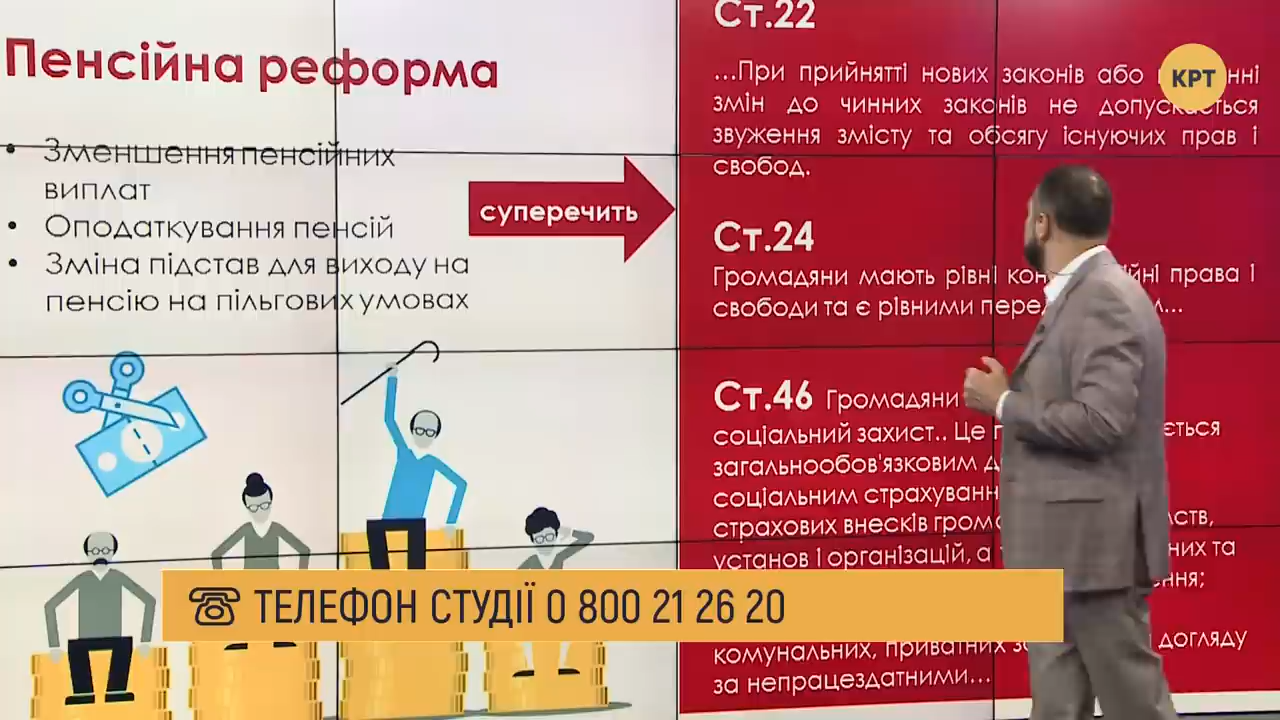 Пенсійна реформа
• Зменшення пенсійних
виплат
• Оподаткування пенсій
• Зміна підстав для виходу на
пенсію на пільгових умовах
суперечить
Ст.22
...При прийнятті нових законів або
змін до чинних законів не допускається
звуження змісту та обсягу існуючих прав і
свобод.
Ст.24
Громадяни мають рівні права і
свободи та є рівними
Ст.46 Громадяни
соціальний захист.. Це
загальнообов'язковим
соціальним
страхових внесків
установ і організацій, а та
комунальних, приватних догляду
за непрацездатними...
КРТ
ТЕЛЕФОН СТУДІЇ 0 800 21 26 20